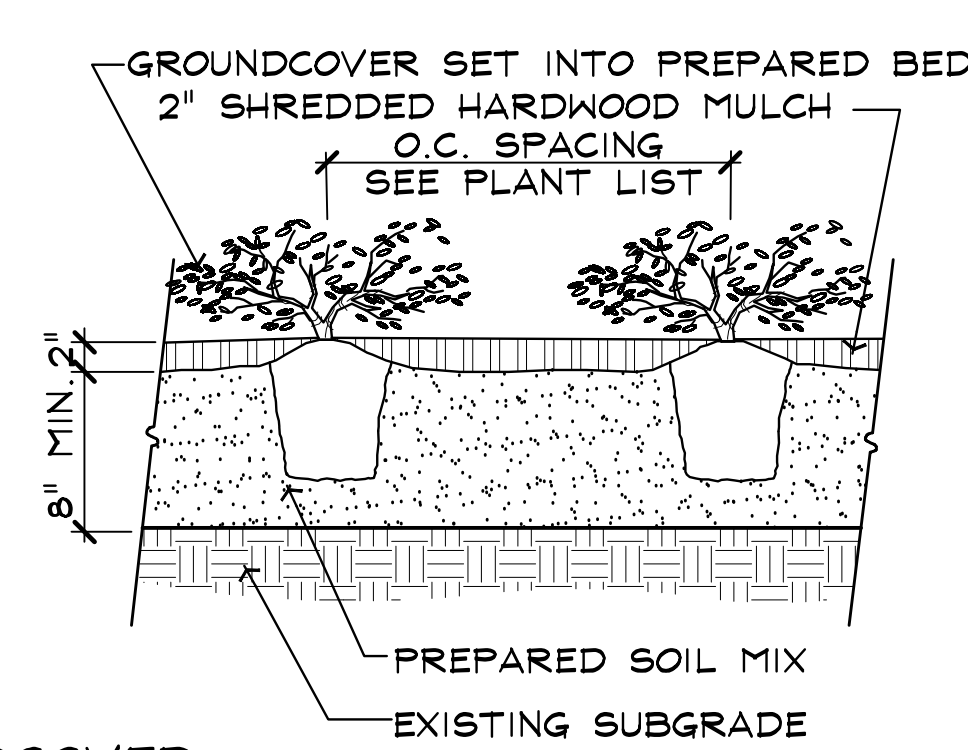 GROUNDCOVER SET INTO PREPARED BED
2" SHREDDED HARDWOOD MULCH
O.C. SPACING
SEE PLANT LIST
2"
8" MIN.
PREPARED SOIL MIX
EXISTING SUBGRADE